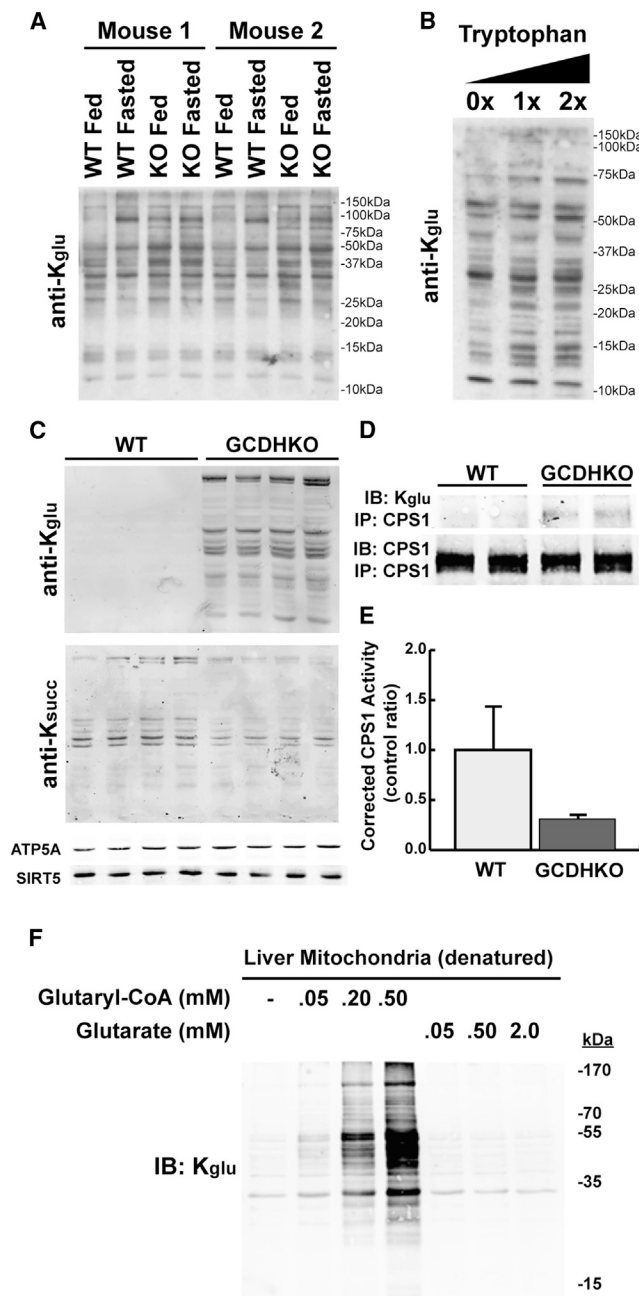 A
Mouse 1 Mouse 2
WT Fed
WT Fasted
KO Fed
KO Fasted
WT Fed
WT Fasted
KO Fed
KO Fasted
anti-Kglu
-150kDa
-100kDa
-75kDa
-50kDa
-37kDa
-25kDa
-20kDa
-15kDa
-10kDa
B
Tryptophan
0x 1x 2x
anti-Kglu
-150kDa
-100kDa
-75kDa
-50kDa
-37kDa
-25kDa
-20kDa
-15kDa
-10kDa
C
WT GCDHKO
anti-Kglu
anti-Ksucc
ATP5A
SIRT5
D
WT GCDHKO
IB: Kglu
IP: CPS1
IB: CPS1
IP: CPS1
E
Corrected CPS1 Activity
(control ratio)
2.0
1.5
1.0
0.5
0
WT GCDHKO
F
Liver Mitochondria (denatured)
Glutaryl-CoA (mM) - .05 .20 .50
Glutarate (mM) .05 .50 2.0
kDa
IB: Kglu
-170
-70
-55
-35
-15